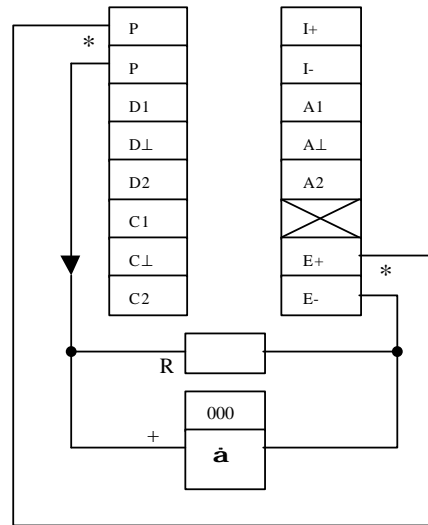 P
*
P
D1
D⊥
D2
C1
C⊥
C2
I+
I-
A1
A⊥
A2
E+
*
E-
R
000
+